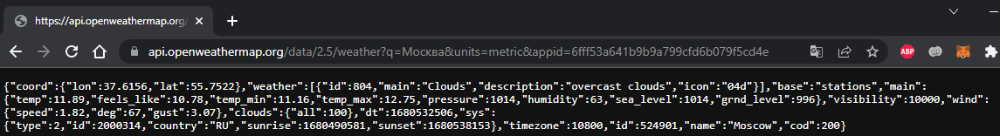 https://api.openweathermap.org/
api.openweathermap.org/data/2.5/weather?q=Москва&units=metric&appid=6fff53a641b9b9a799cfd6b079f5cd4e
ABP
{"coord":{"lon":37.6156,"lat":55.7522},"weather":[{"id":804,"main":"Clouds","description":"overcast clouds","icon":"04d"}],"base":"stations","main":
{"temp":11.89,"feels_like":10.78,"temp_min":11.16,"temp_max":12.75,"pressure":1014,"humidity":63,"sea_level":1014,"grnd_level":996},"visibility":10000,"wind":
{"speed":1.82,"deg":67,"gust":3.07},"clouds":{"all":100},"dt":1680532506,"sys":
{"type":2,"id":2000314,"country":"RU","sunrise":1680490581,"sunset":1680538153},"timezone":10800,"id":524901,"name":"Moscow","cod":200}